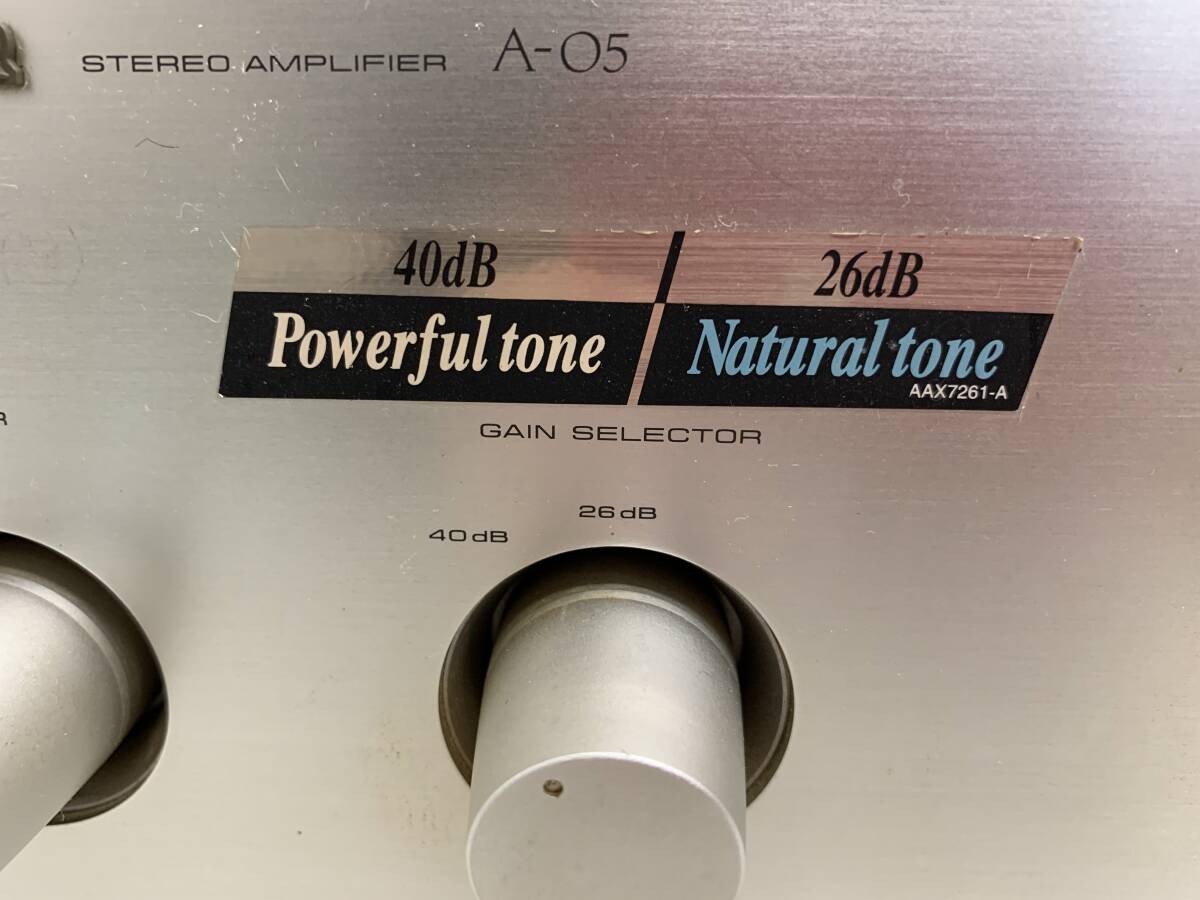 STEREO AMPLIFIER A-05
40dB 26dB
Powerful tone Natural tone
AAX7261-A
GAIN SELECTOR
40dB 26dB